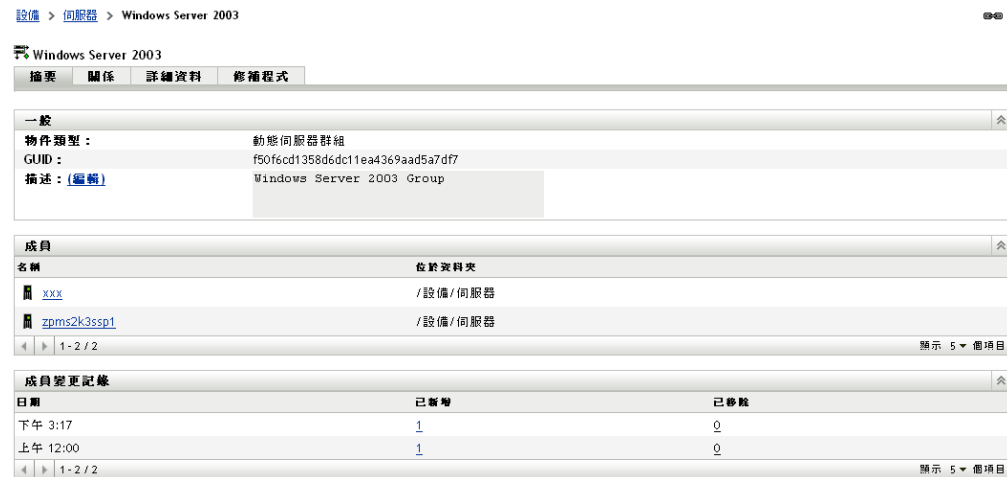 設備 > 伺服器 > Windows Server 2003
Windows Server 2003
摘要 關係 詳細資料 修補程式
一般
物件類型： 動態伺服器群組
GUID： f50f6cd1358d6dc11ea4369aad5a7df7
描述：(編輯) Windows Server 2003 Group
成員
名稱 位於資料夾
xxx /設備/伺服器
zpms2k3ssp1 /設備/伺服器
1 - 2 / 2 顯示 5 個項目
成員變更記錄
日期 已新增 已移除
下午 3:17 1 0
上午 12:00 1 0
1 - 2 / 2 顯示 5 個項目